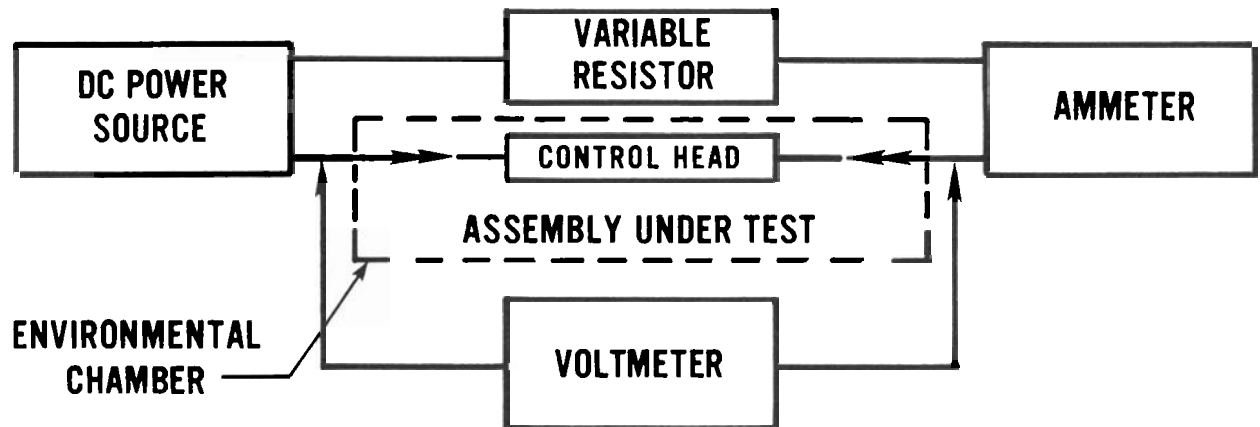 VARIABLE
RESISTOR
DC POWER
SOURCE
AMMETER
CONTROL HEAD
ASSEMBLY UNDER TEST
ENVIRONMENTAL
CHAMBER
VOLTMETER